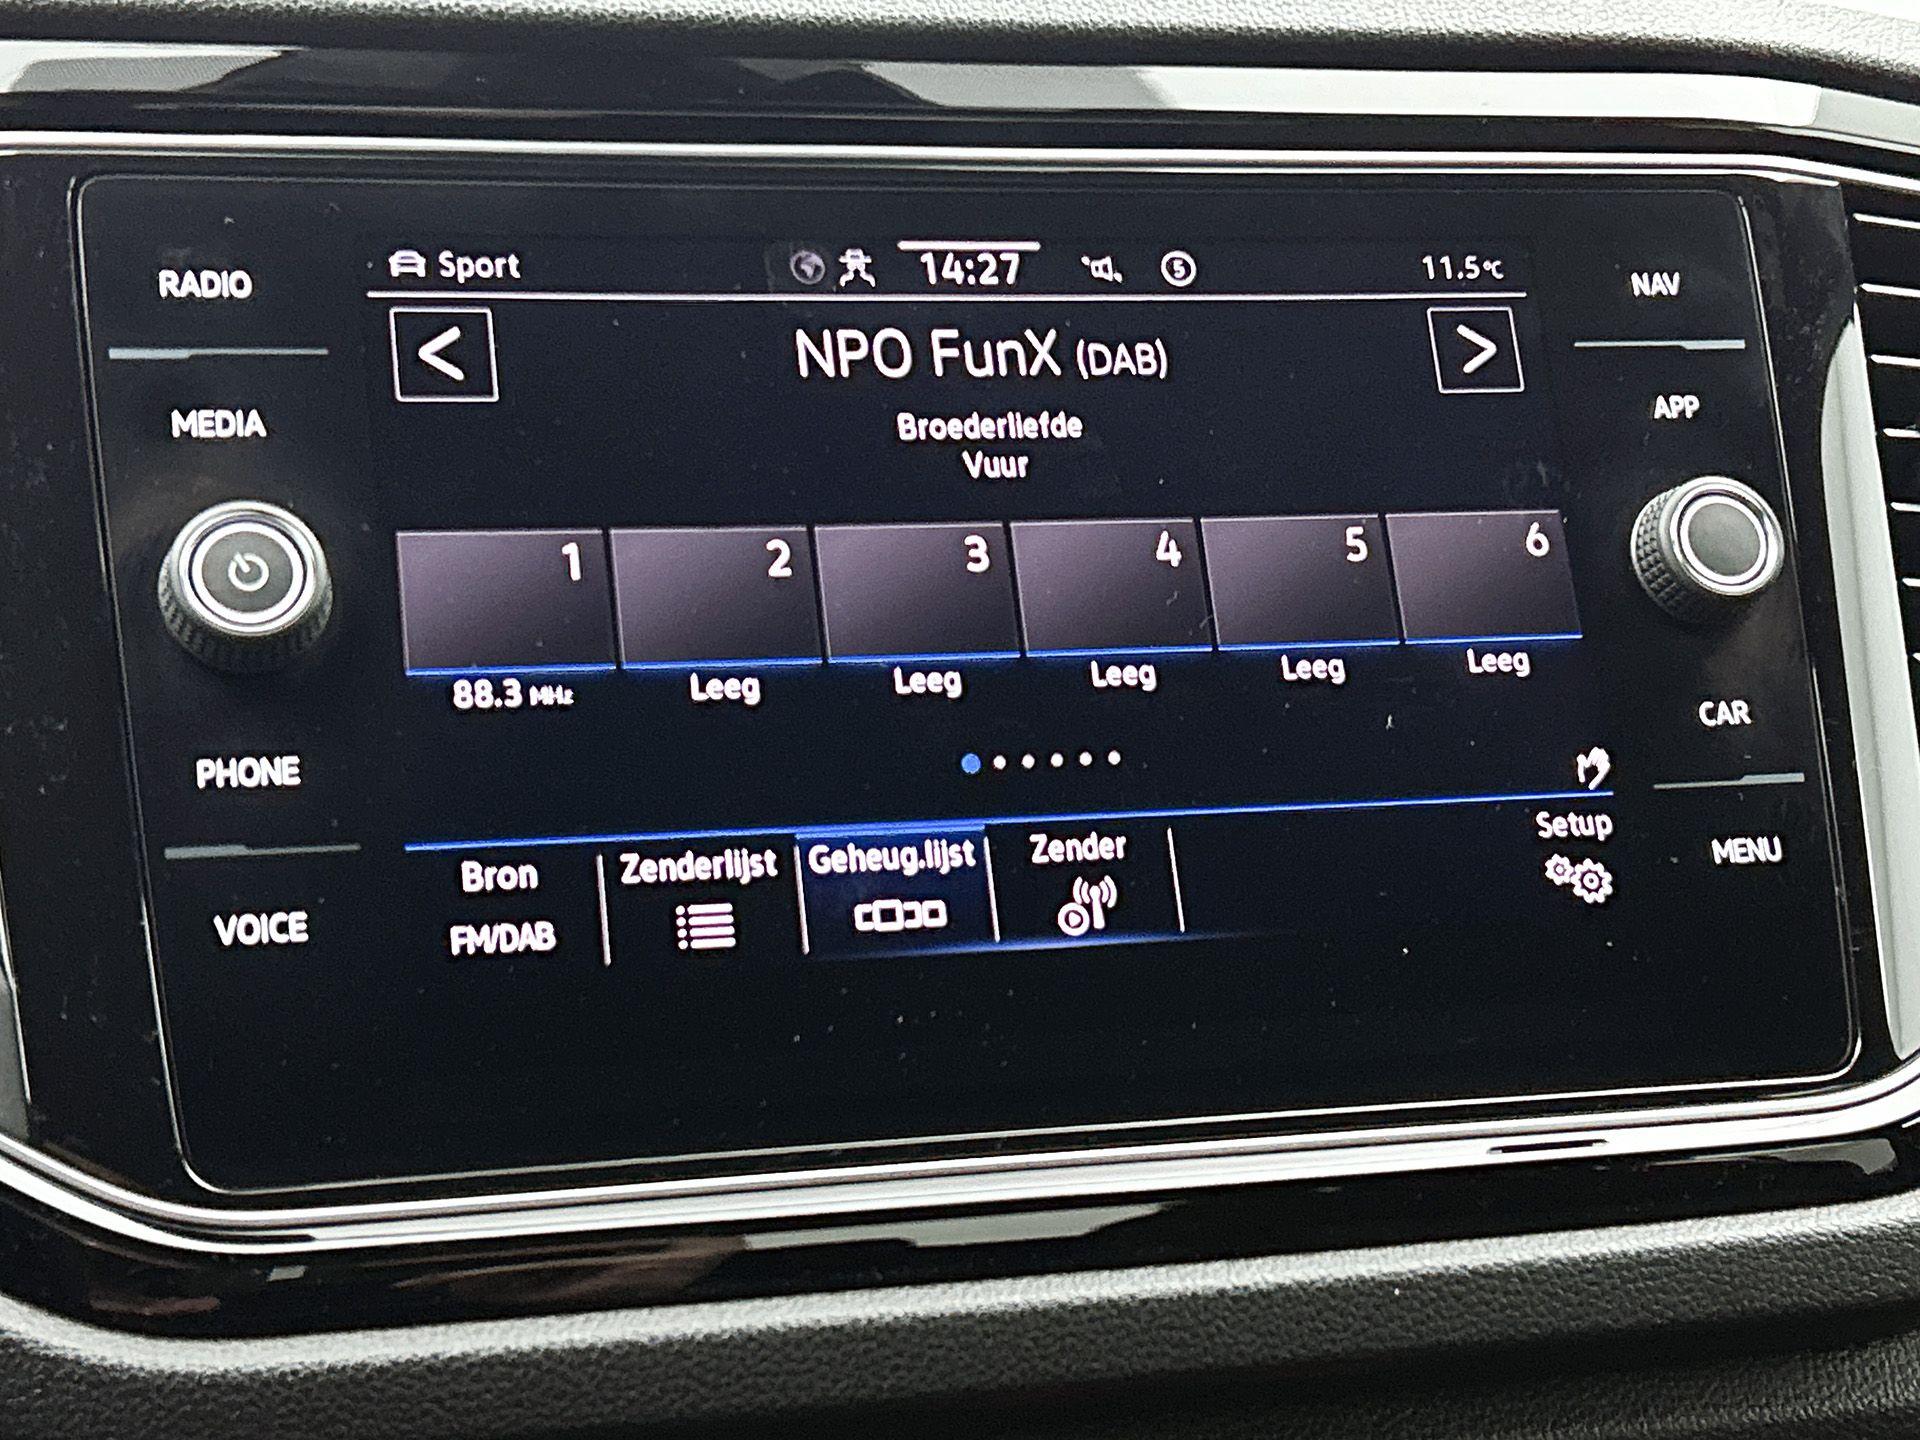 RADIO
MEDIA
PHONE
VOICE
Sport
14:27
5
11.5°C
<
NPO FunX (DAB)
>
Broederliefde
Vuur
1
2
3
4
5
6
88.3 MHz
Leeg
Leeg
Leeg
Leeg
Leeg
Bron
FM/DAB
Zenderlijst
Geheug.lijst
Zender
Setup
NAV
APP
CAR
MENU